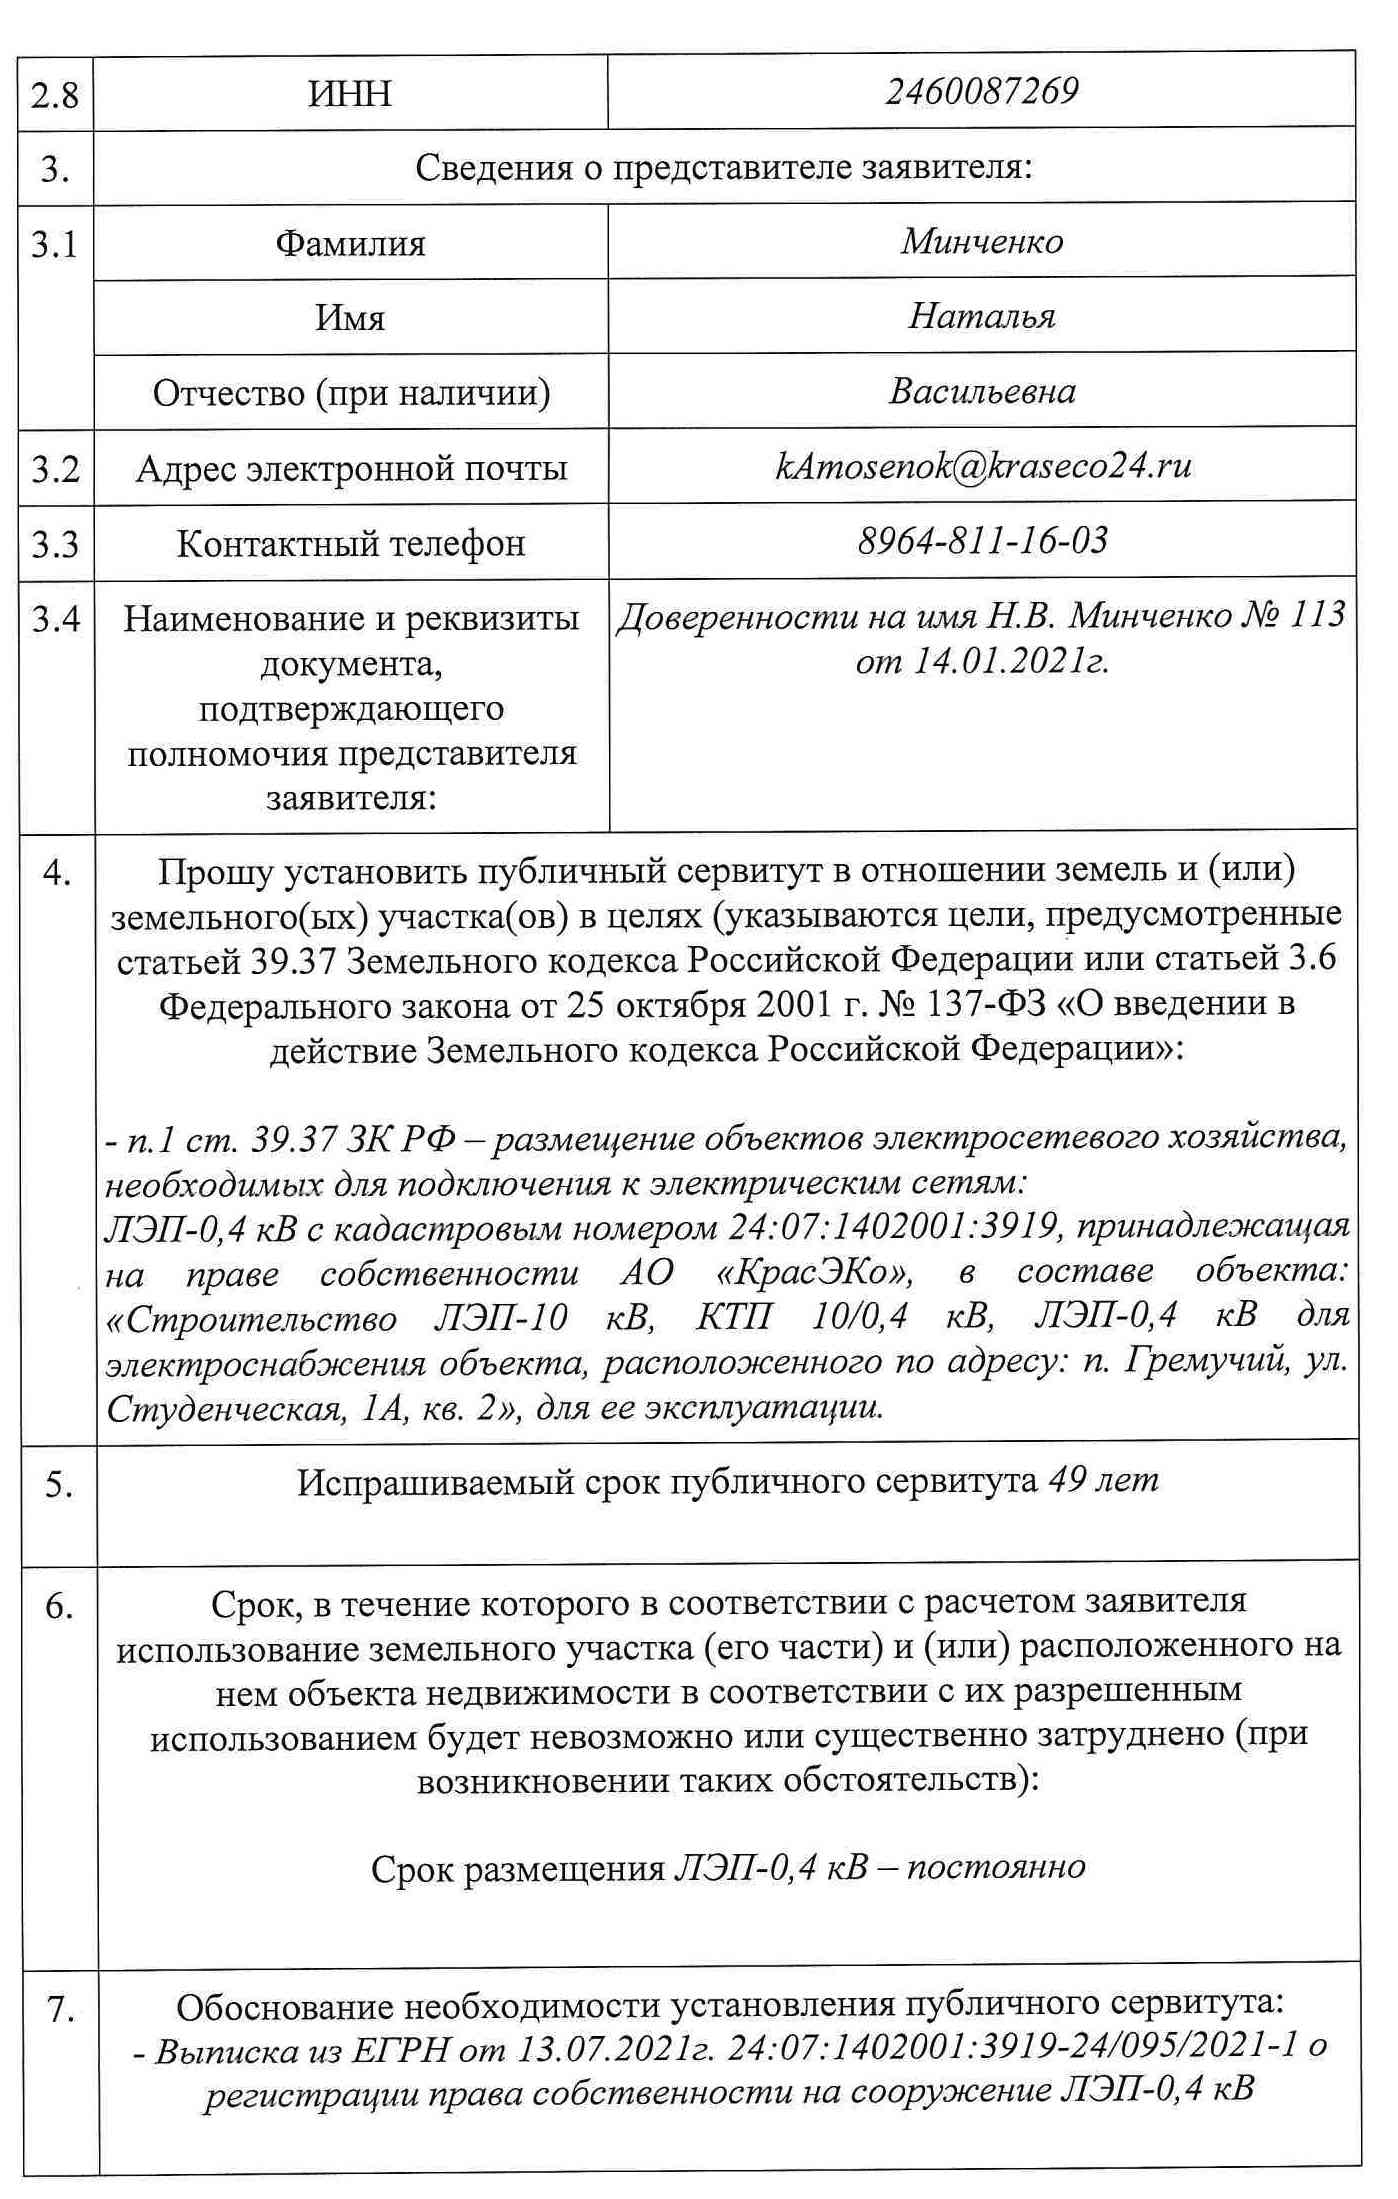 2.8 ИНН 2460087269
3. Сведения о представителе заявителя:
3.1 Фамилия Минченко
Имя Наталья
Отчество (при наличии) Васильевна
3.2 Адрес электронной почты kAmosenok@kraseco24.ru
3.3 Контактный телефон 8964-811-16-03
3.4 Наименование и реквизиты Доверенности на имя Н.В. Минченко № 113
документа, от 14.01.2021г.
подтверждающего
полномочия представителя
заявителя:
4. Прошу установить публичный сервитут в отношении земель и (или)
земельного(ых) участка(ов) в целях (указываются цели, предусмотренные
статьей 39.37 Земельного кодекса Российской Федерации или статьей 3.6
Федерального закона от 25 октября 2001 г. № 137-ФЗ «О введении в
действие Земельного кодекса Российской Федерации»:
- п.1 ст. 39.37 ЗК РФ – размещение объектов электросетевого хозяйства,
необходимых для подключения к электрическим сетям:
ЛЭП-0,4 кВ с кадастровым номером 24:07:1402001:3919, принадлежащая
на праве собственности АО «КрасЭКо», в составе объекта:
«Строительство ЛЭП-10 кВ, КТП 10/0,4 кВ, ЛЭП-0,4 кВ для
электроснабжения объекта, расположенного по адресу: п. Гремучий, ул.
Студенческая, 1А, кв. 2», для ее эксплуатации.
5. Испрашиваемый срок публичного сервитута 49 лет
6. Срок, в течение которого в соответствии с расчетом заявителя
использование земельного участка (его части) и (или) расположенного на
нем объекта недвижимости в соответствии с их разрешенным
использованием будет невозможно или существенно затруднено (при
возникновении таких обстоятельств):
Срок размещения ЛЭП-0,4 кВ – постоянно
7. Обоснование необходимости установления публичного сервитута:
- Выписка из ЕГРН от 13.07.2021г. 24:07:1402001:3919-24/095/2021-1 о
регистрации права собственности на сооружение ЛЭП-0,4 кВ